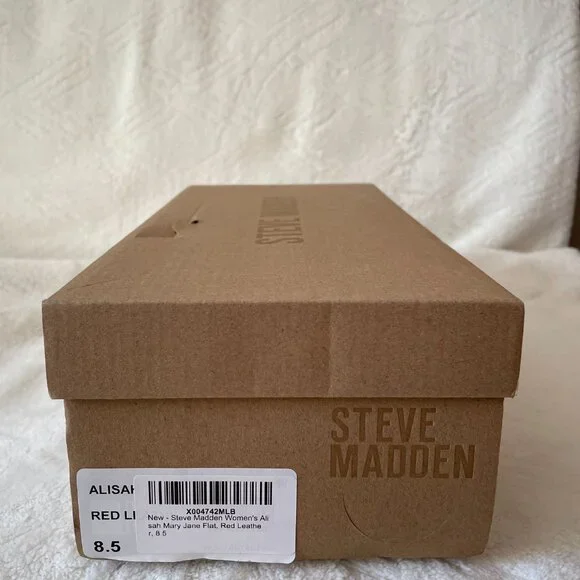 STEVE MADDEN
STEVE
MADDEN
ALISAH
RED LE
8.5
X004742MLB
New - Steve Madden Women's Ali
sah Mary Jane Flat, Red Leathe
r, 8.5